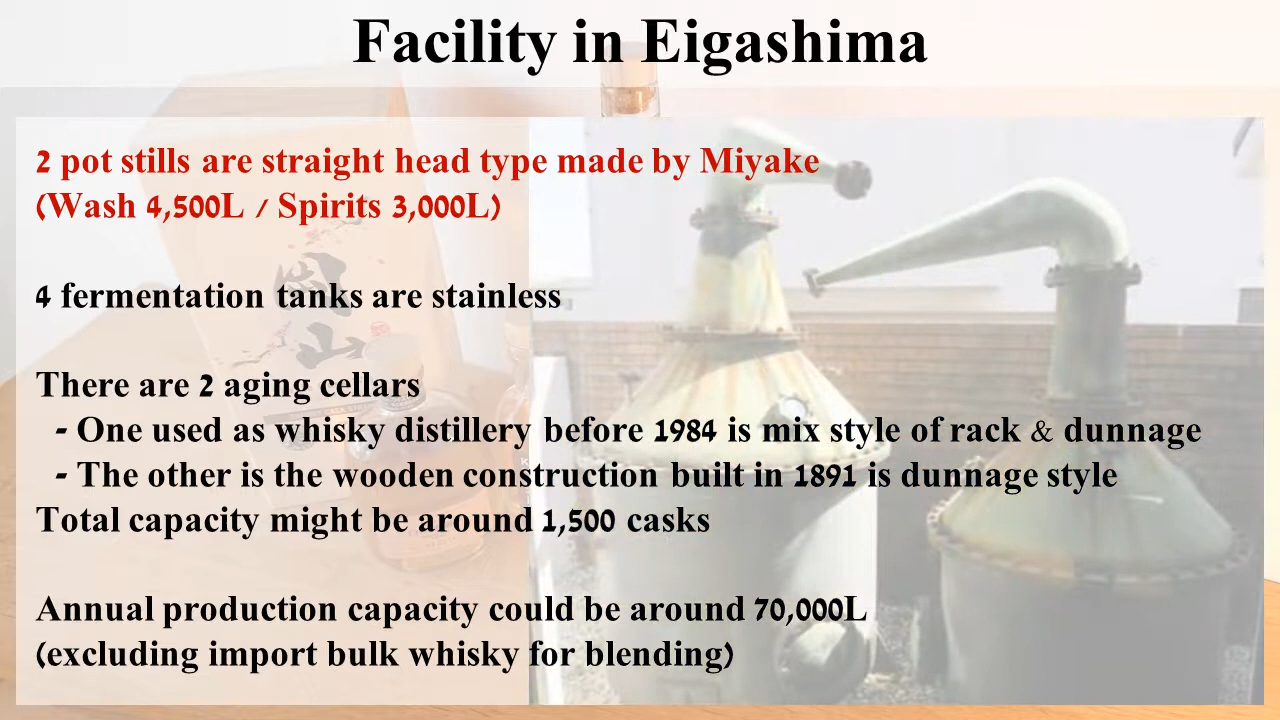 Facility in Eigashima
2 pot stills are straight head type made by Miyake
(Wash 4,500L / Spirits 3,000L)
4 fermentation tanks are stainless
There are 2 aging cellars
- One used as whisky distillery before 1984 is mix style of rack & dunnage
- The other is the wooden construction built in 1891 is dunnage style
Total capacity might be around 1,500 casks
Annual production capacity could be around 70,000L
(excluding import bulk whisky for blending)
岡山